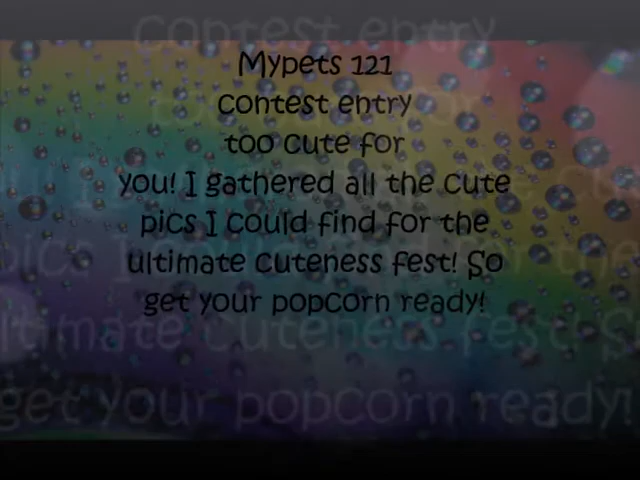 Mypets 121
contest entry
too cute for
you! I gathered all the cute
pics I could find for the
ultimate cuteness fest! So
get your popcorn ready!